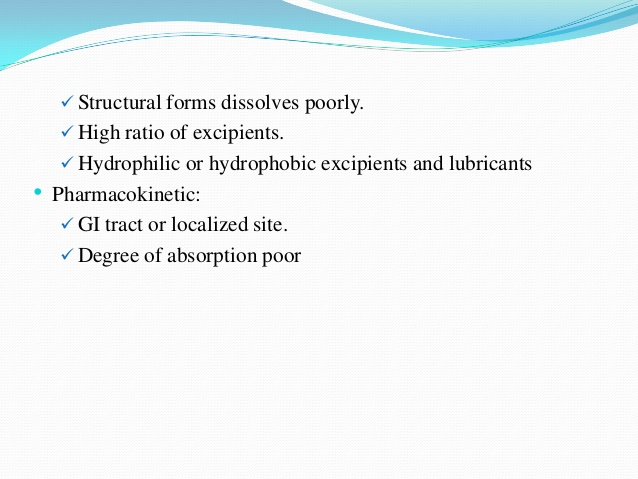 ✓ Structural forms dissolves poorly.
✓ High ratio of excipients.
✓ Hydrophilic or hydrophobic excipients and lubricants
• Pharmacokinetic:
✓ GI tract or localized site.
✓ Degree of absorption poor